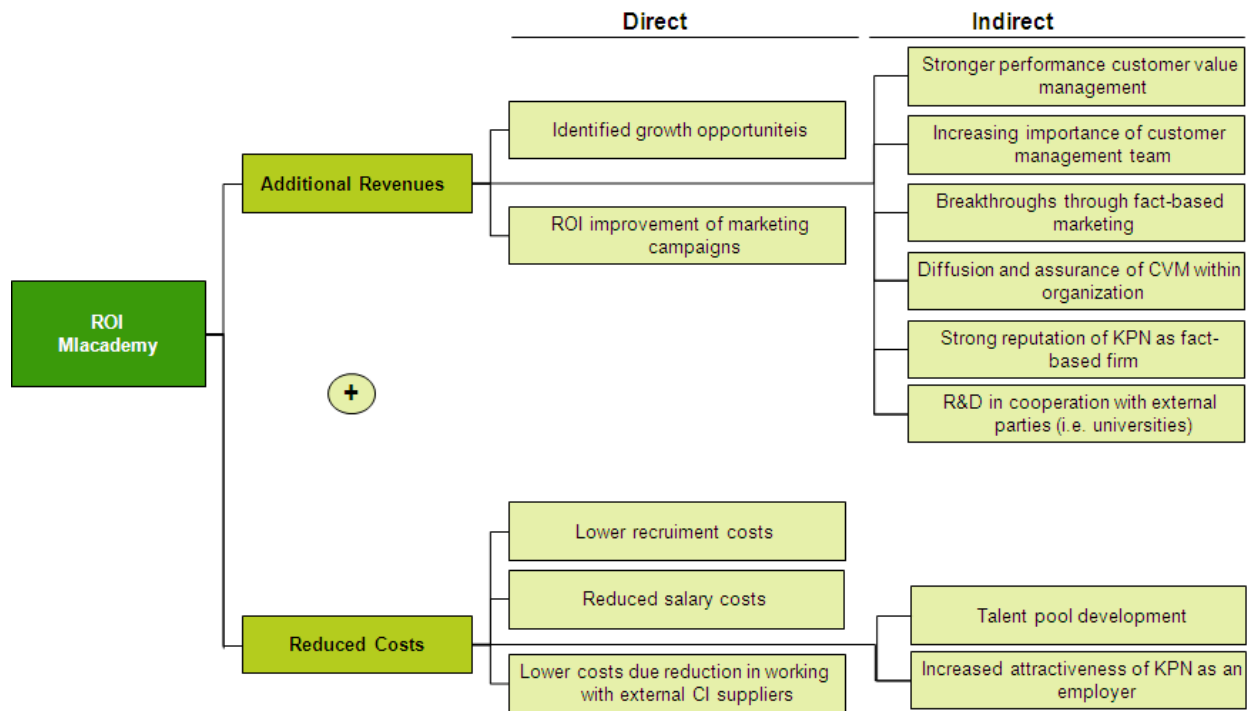 Direct
Indirect
Stronger performance customer value
management
Identified growth opportuniteis
Increasing importance of customer
management team
Additional Revenues
Breakthroughs through fact-based
marketing
ROI improvement of marketing
campaigns
Diffusion and assurance of CVM within
organization
ROI
MIacademy
Strong reputation of KPN as fact-
based firm
+
R&D in cooperation with external
parties (i.e. universities)
Lower recruiment costs
Reduced salary costs
Talent pool development
Reduced Costs
Lower costs due reduction in working
with external CI suppliers
Increased attractiveness of KPN as an
employer